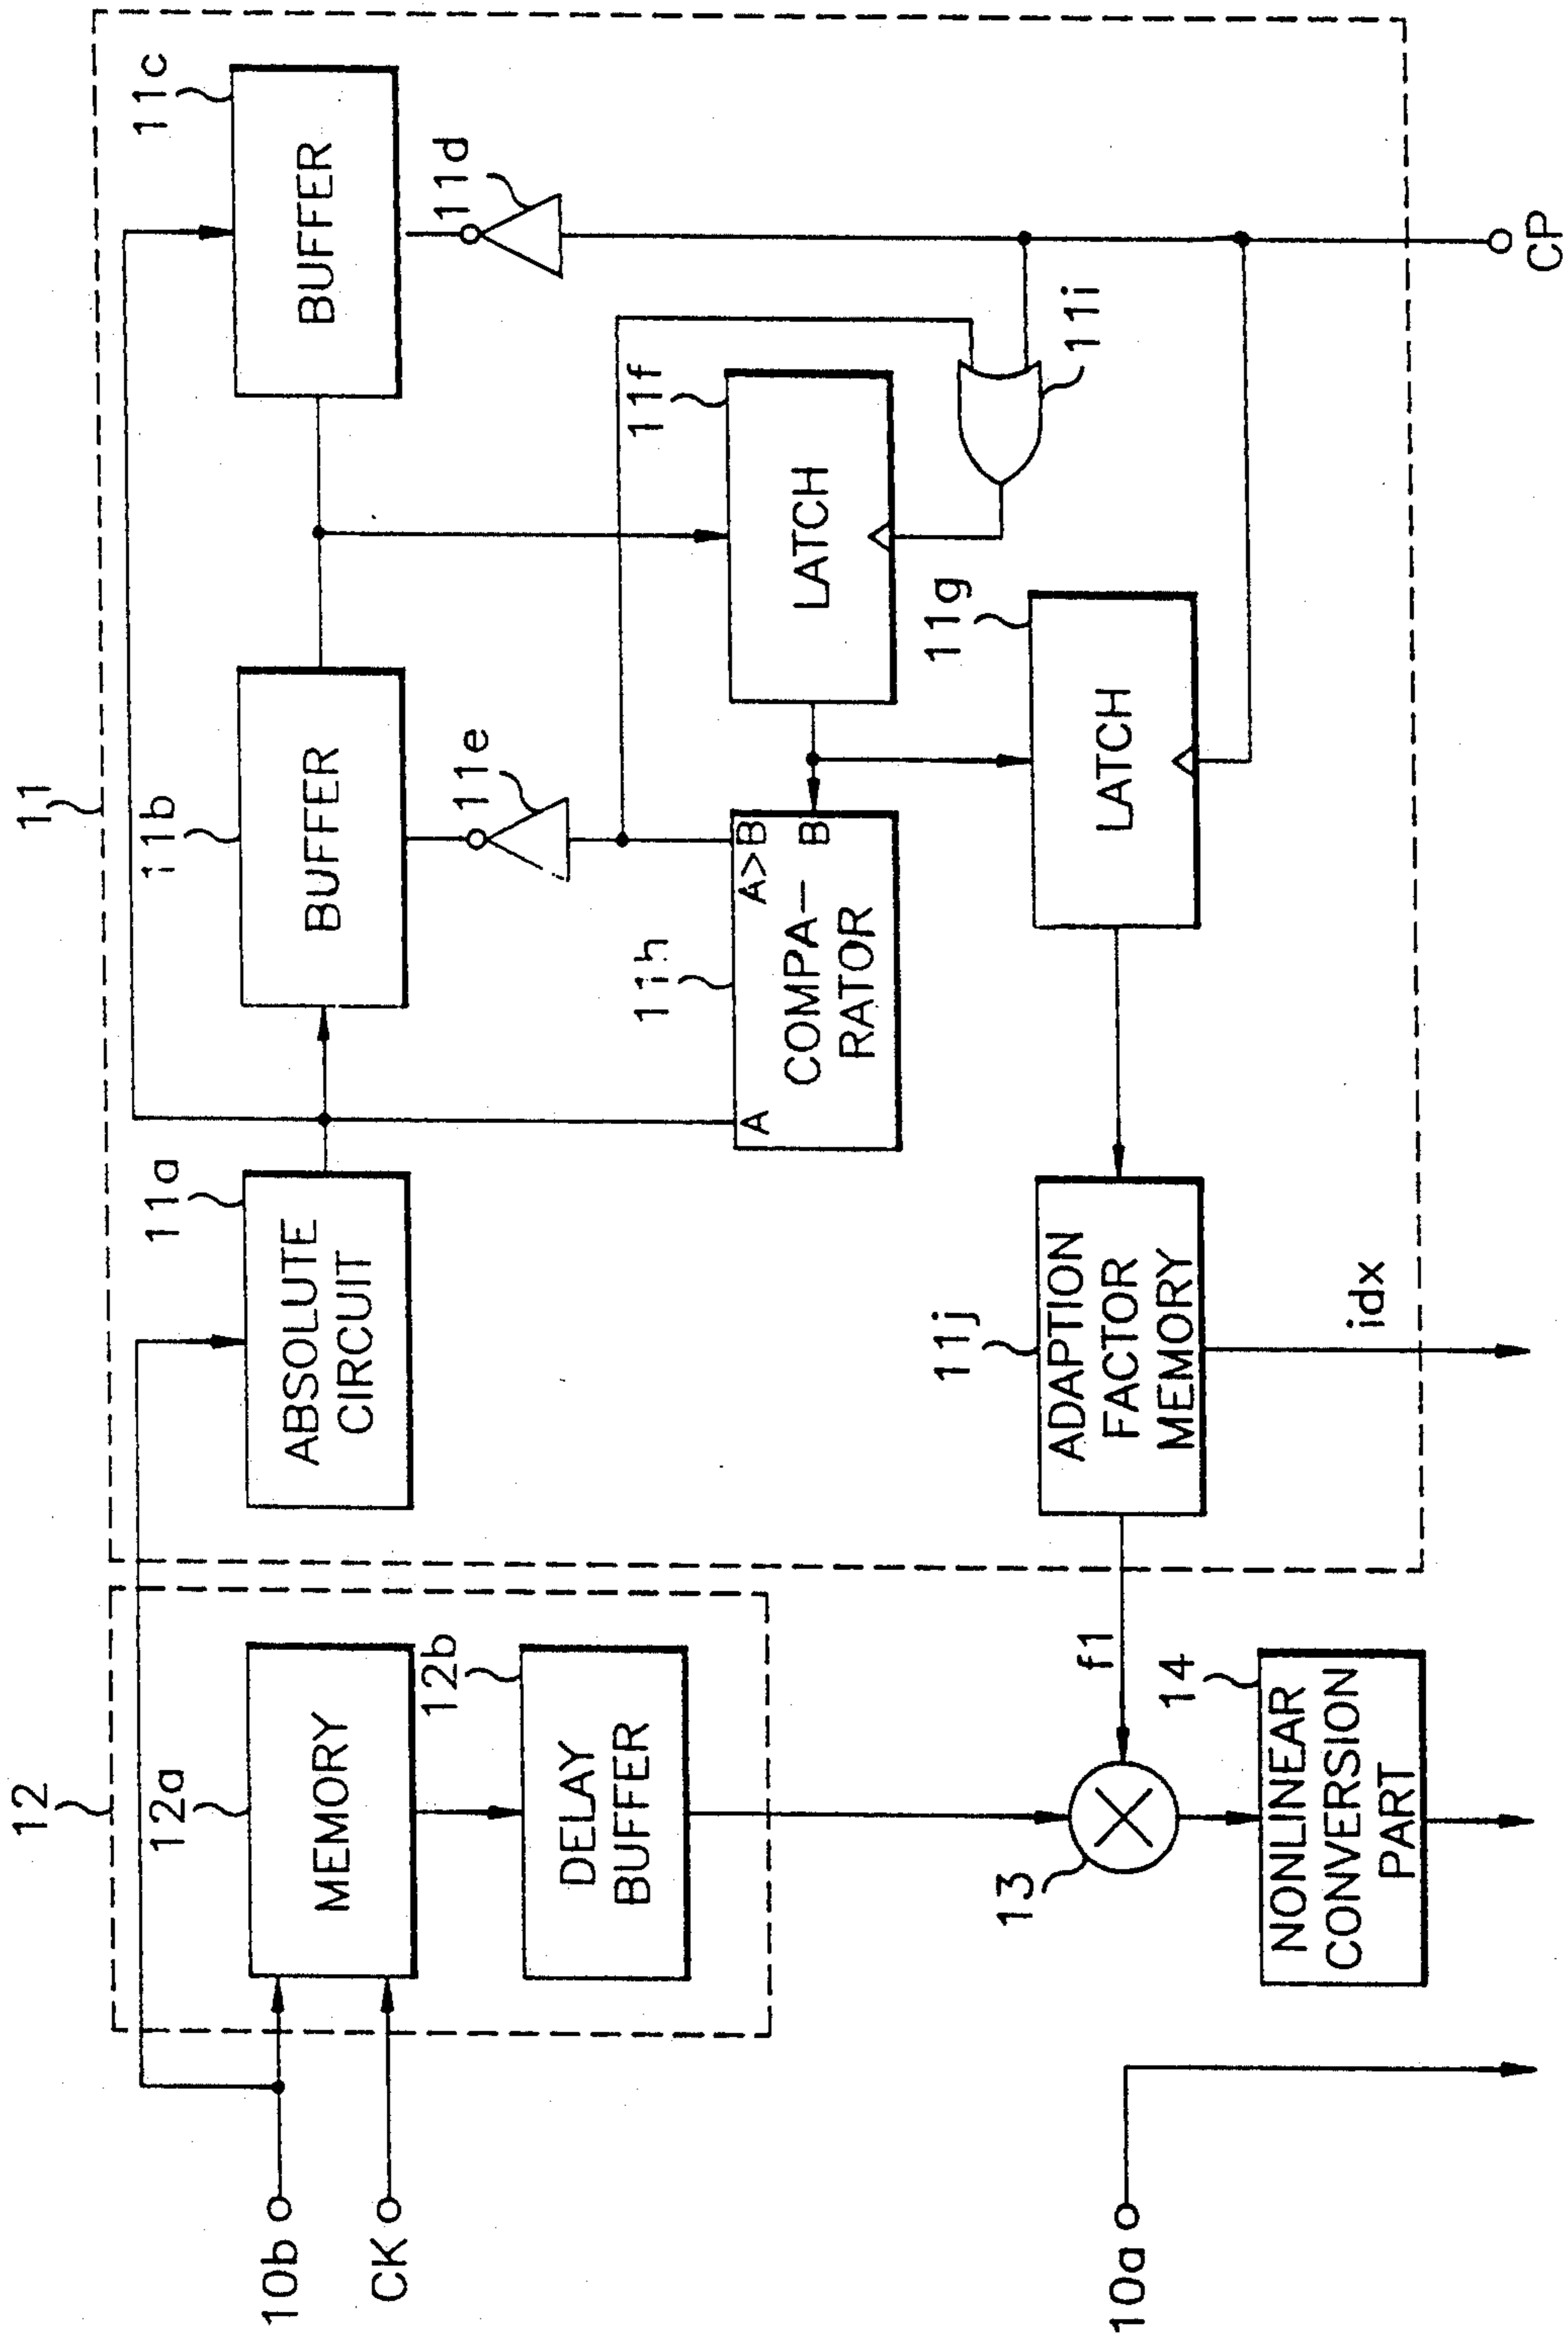 11
12
11a
ABSOLUTE
CIRCUIT
11b
BUFFER
11c
BUFFER
11d
11e
12a
MEMORY
10b
CK
12b
DELAY
BUFFER
11h
A
A>B
B
COMPA-
RATOR
11f
LATCH
11i
11g
LATCH
11j
ADAPTION
FACTOR
MEMORY
f1
13
14
NONLINEAR
CONVERSION
PART
idx
10a
CP